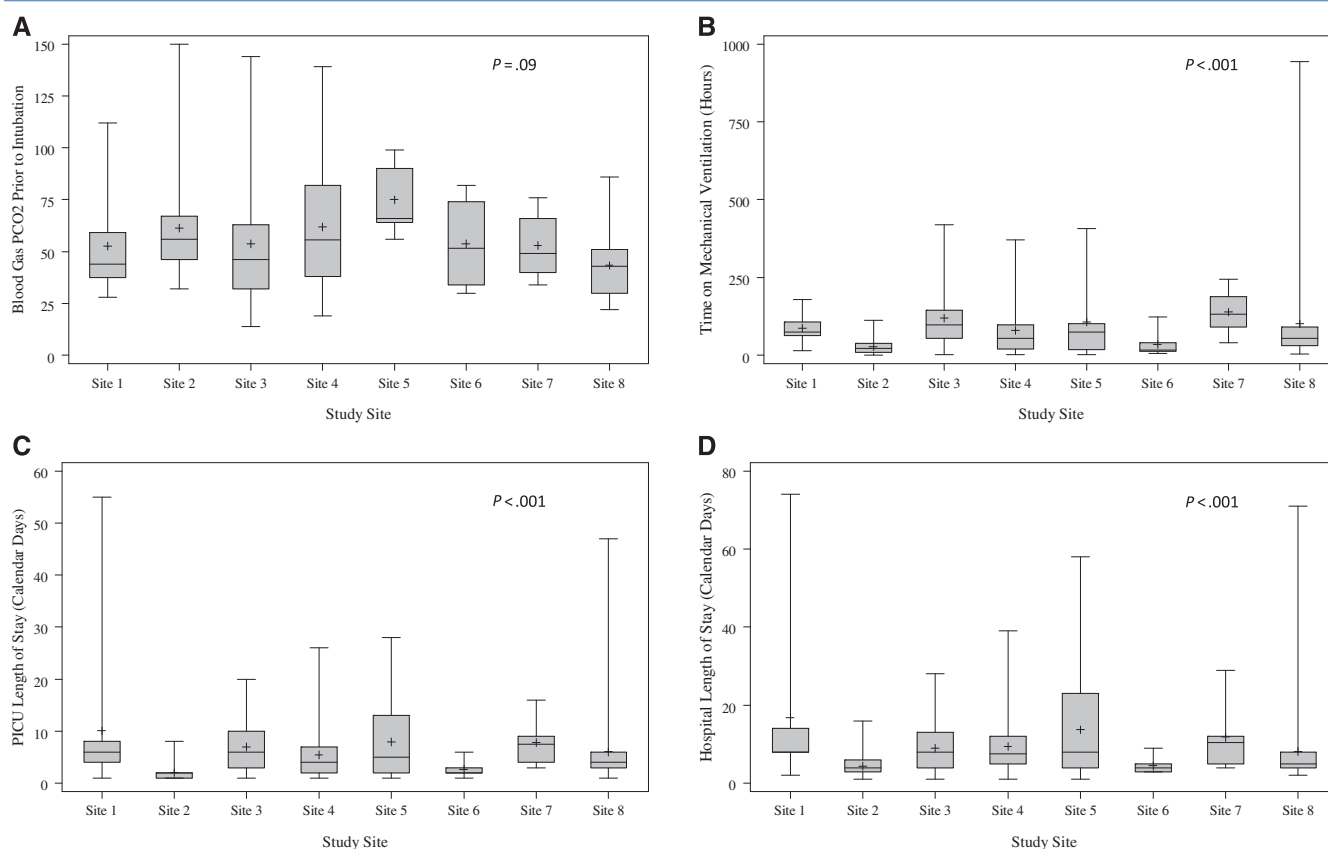 A
150
125
100
75
50
25
0
Blood Gas PCO2 Prior to Intubation
P = .09
Site 1 Site 2 Site 3 Site 4 Site 5 Site 6 Site 7 Site 8
Study Site
B
1000
750
500
250
0
Time on Mechanical Ventilation (Hours)
P < .001
Site 1 Site 2 Site 3 Site 4 Site 5 Site 6 Site 7 Site 8
Study Site
C
60
50
40
30
20
10
0
PICU Length of Stay (Calendar Days)
P < .001
Site 1 Site 2 Site 3 Site 4 Site 5 Site 6 Site 7 Site 8
Study Site
D
80
60
40
20
0
Hospital Length of Stay (Calendar Days)
P < .001
Site 1 Site 2 Site 3 Site 4 Site 5 Site 6 Site 7 Site 8
Study Site